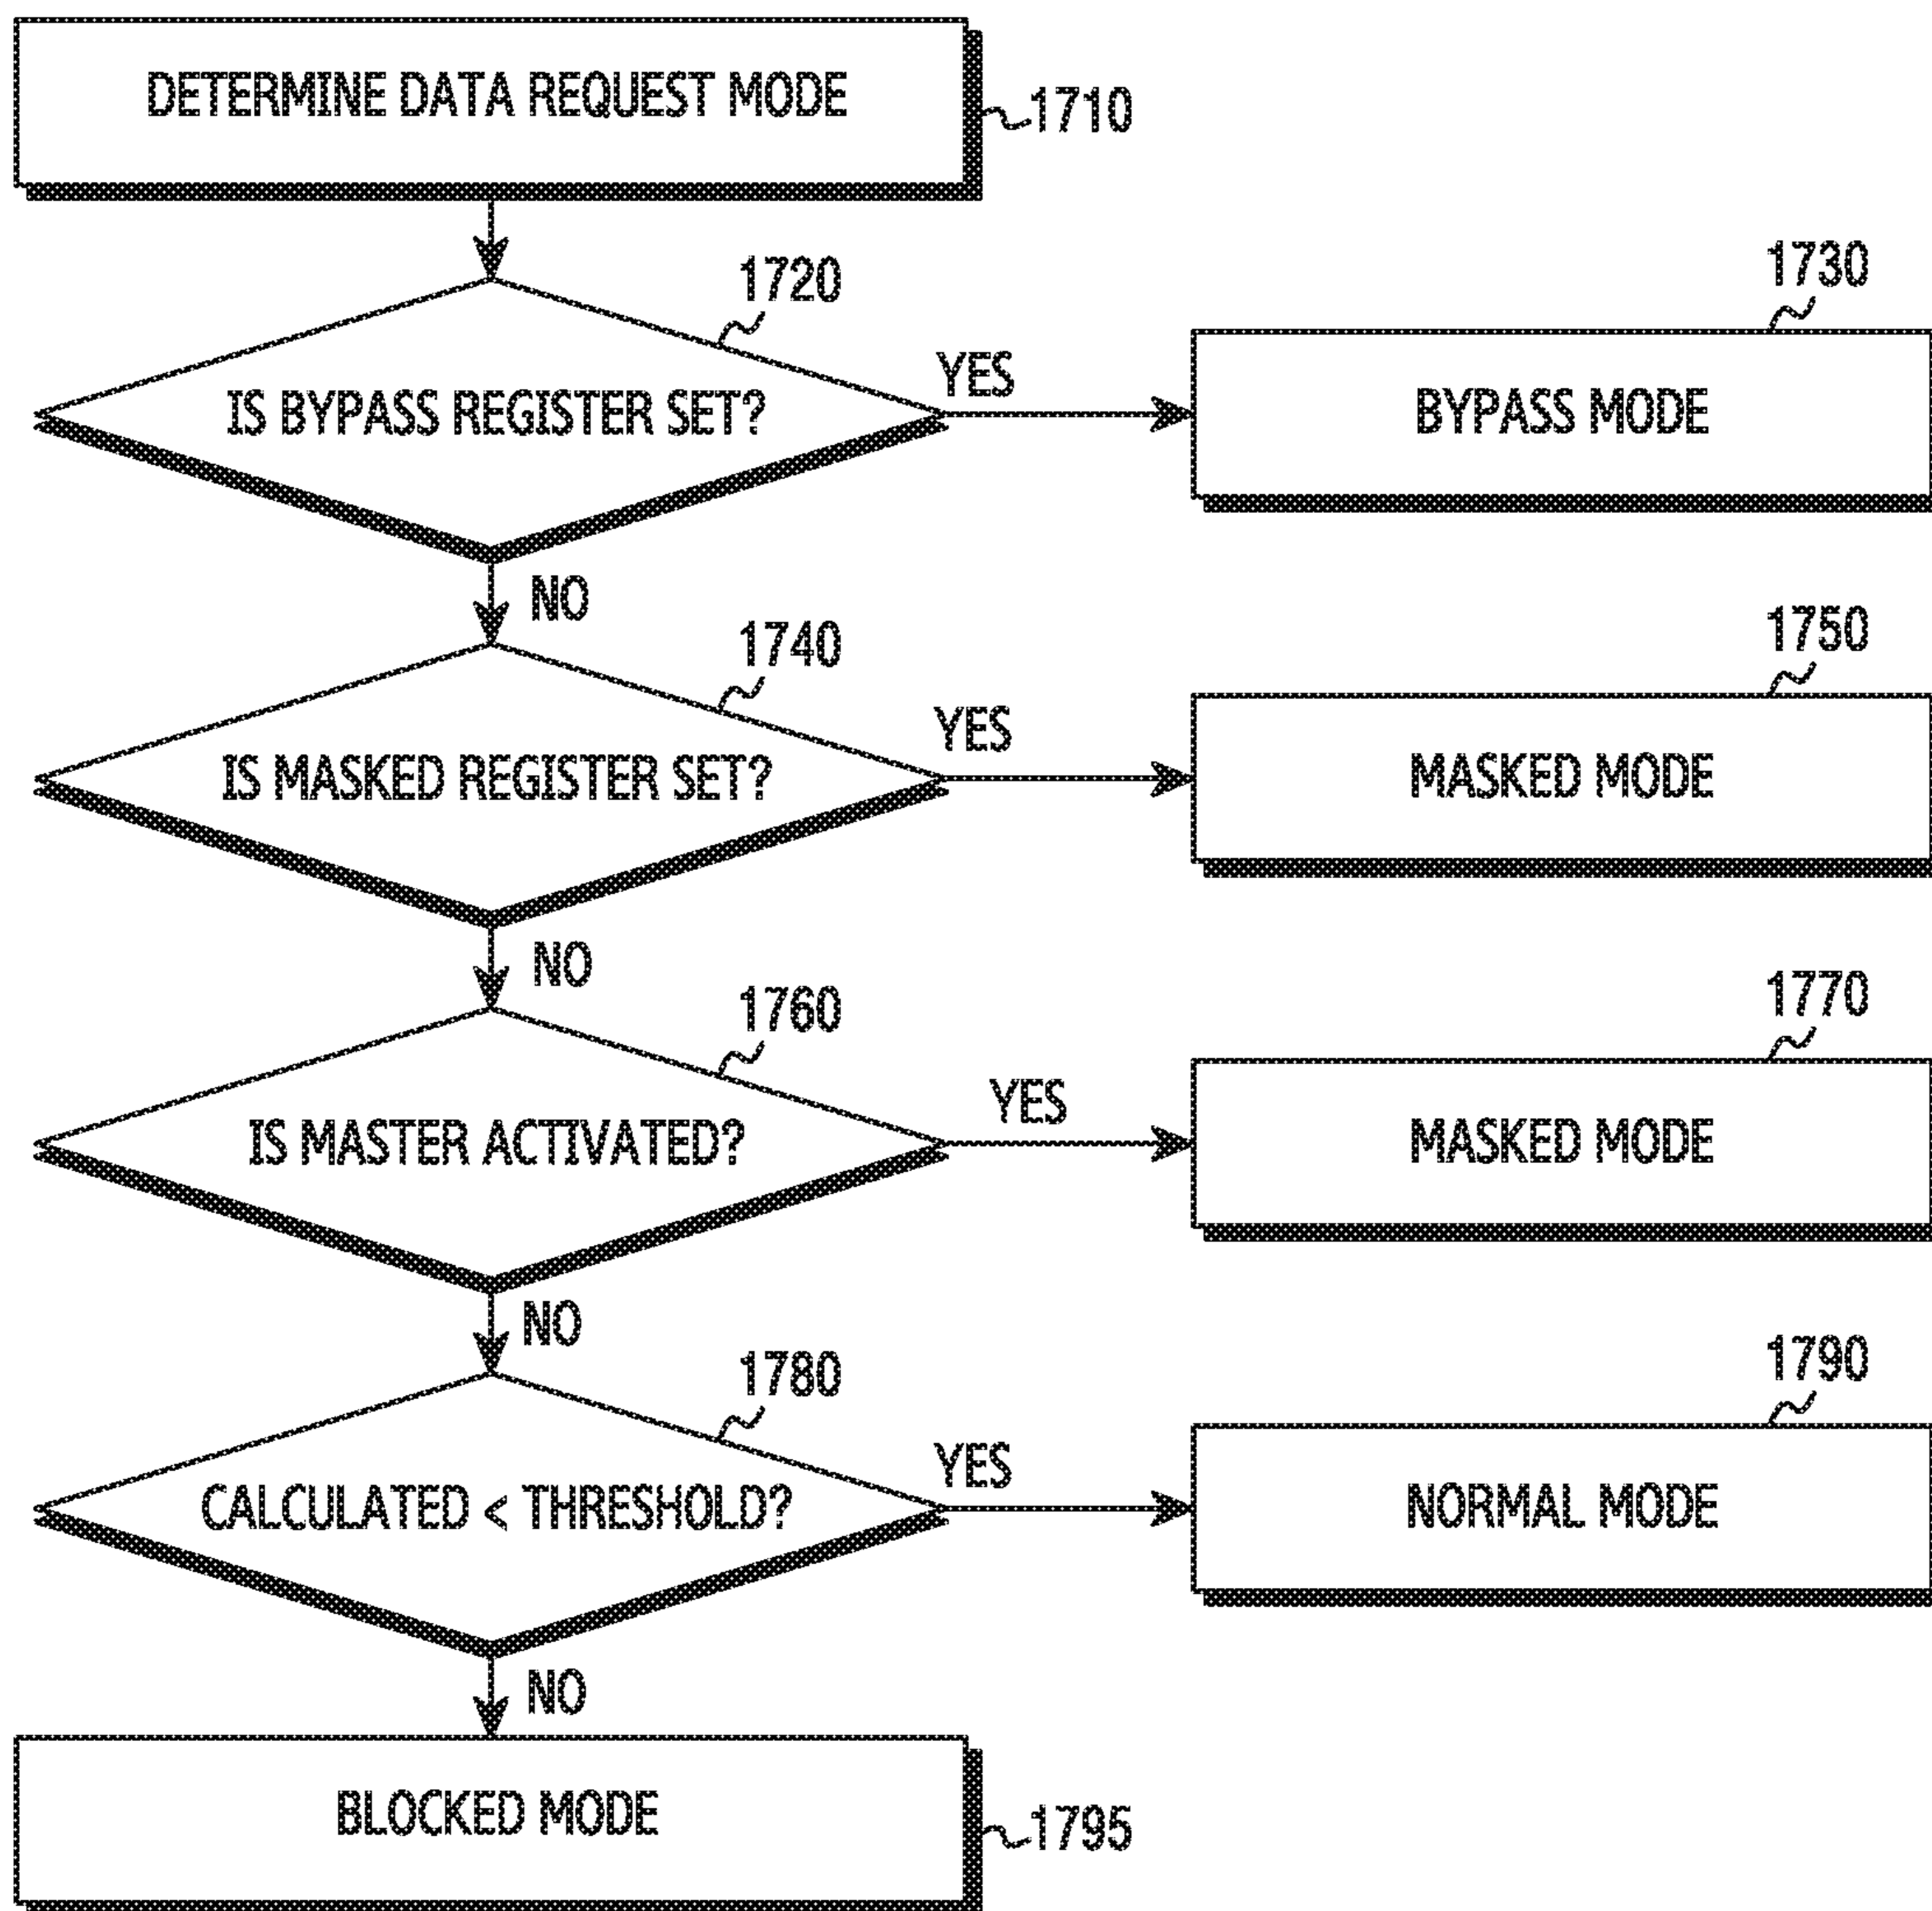 DETERMINE DATA REQUEST MODE
1710
1720
IS BYPASS REGISTER SET?
YES
1730
BYPASS MODE
NO
1740
IS MASKED REGISTER SET?
YES
1750
MASKED MODE
NO
1760
IS MASTER ACTIVATED?
YES
1770
MASKED MODE
NO
1780
CALCULATED < THRESHOLD?
YES
1790
NORMAL MODE
NO
BLOCKED MODE
1795